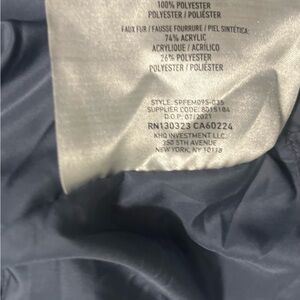 100% POLYESTER
POLYESTER / POLIÉSTER
FAUX FUR / FAUSSE FOURRURE / PIEL SINTÉTICA:
74% ACRYLIC
ACRYLIQUE / ACRÍLICO
26% POLYESTER
POLYESTER / POLIÉSTER
STYLE: SPFEM095-035
SUPPLIER CODE: 8015184
D.O.P: 07/2021
RN130323 CA60224
KHQ INVESTMENT LLC.
350 5TH AVENUE
NEW YORK, NY 10118